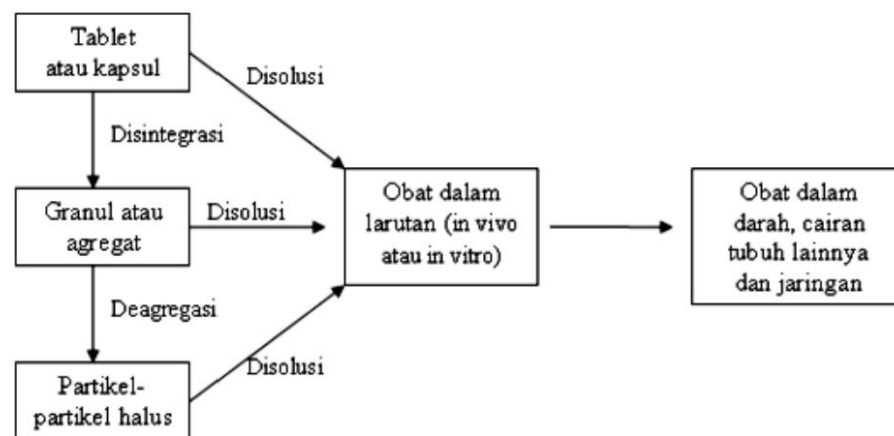 Tablet
atau kapsul
Disolusi
Disintegrasi
Granul atau
agregat
Disolusi
Obat dalam
larutan (in vivo
atau in vitro)
Obat dalam
darah, cairan
tubuh lainnya
dan jaringan
Deagregasi
Disolusi
Partikel-
partikel halus